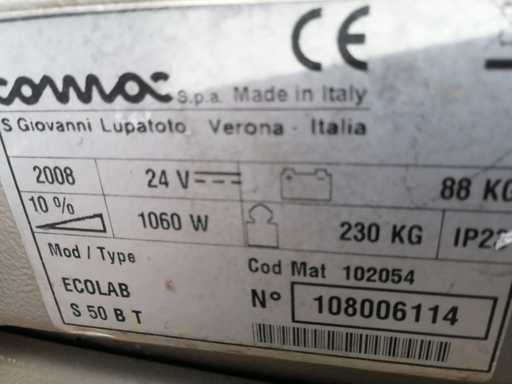 comac S.p.a. Made in Italy
CE
S Giovanni Lupatoto Verona - Italia
2008 24 V 88 KG
10 % 1060 W 230 KG
Mod / Type
Cod Mat 102054
ECOLAB
S 50 B T
N° 108006114